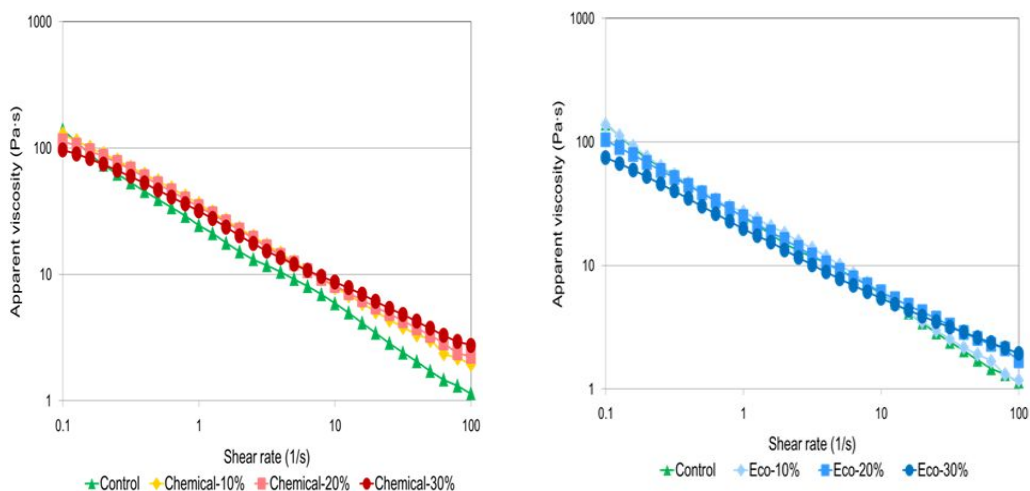 1000
100
10
1
Apparent viscosity (Pa·s)
0.1 1 10 100
Shear rate (1/s)
Control Chemical-10% Chemical-20% Chemical-30%
1000
100
10
1
Apparent viscosity (Pa·s)
0.1 1 10 100
Shear rate (1/s)
Control Eco-10% Eco-20% Eco-30%